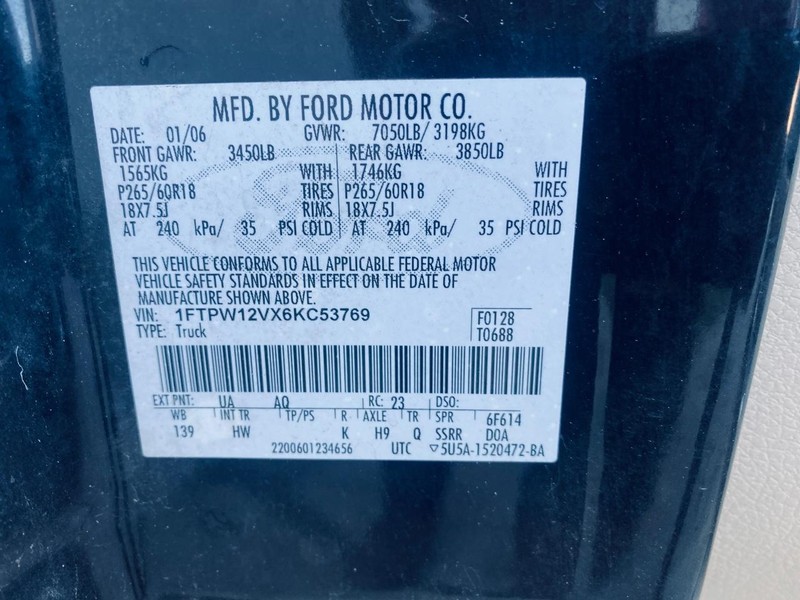 MFD. BY FORD MOTOR CO.
DATE: 01/06 GVWR: 7050LB/ 3198KG
FRONT GAWR: 3450LB REAR GAWR: 3850LB
1565KG WITH 1746KG WITH
P265/60R18 TIRES P265/60R18 TIRES
18X7.5J RIMS 18X7.5J RIMS
AT 240 kPa/ 35 PSI COLD AT 240 kPa/ 35 PSI COLD
Ford
THIS VEHICLE CONFORMS TO ALL APPLICABLE FEDERAL MOTOR
VEHICLE SAFETY STANDARDS IN EFFECT ON THE DATE OF
MANUFACTURE SHOWN ABOVE.
VIN: 1FTPW12VX6KC53769 F0128
TYPE: Truck T0688
EXT PNT: UA AQ RC: 23 DSO:
WB INT TR TP/PS R AXLE TR SPR 6F614
139 HW K H9 Q SSRR DOA
2200601234656 UTC ▽5U5A-1520472-BA